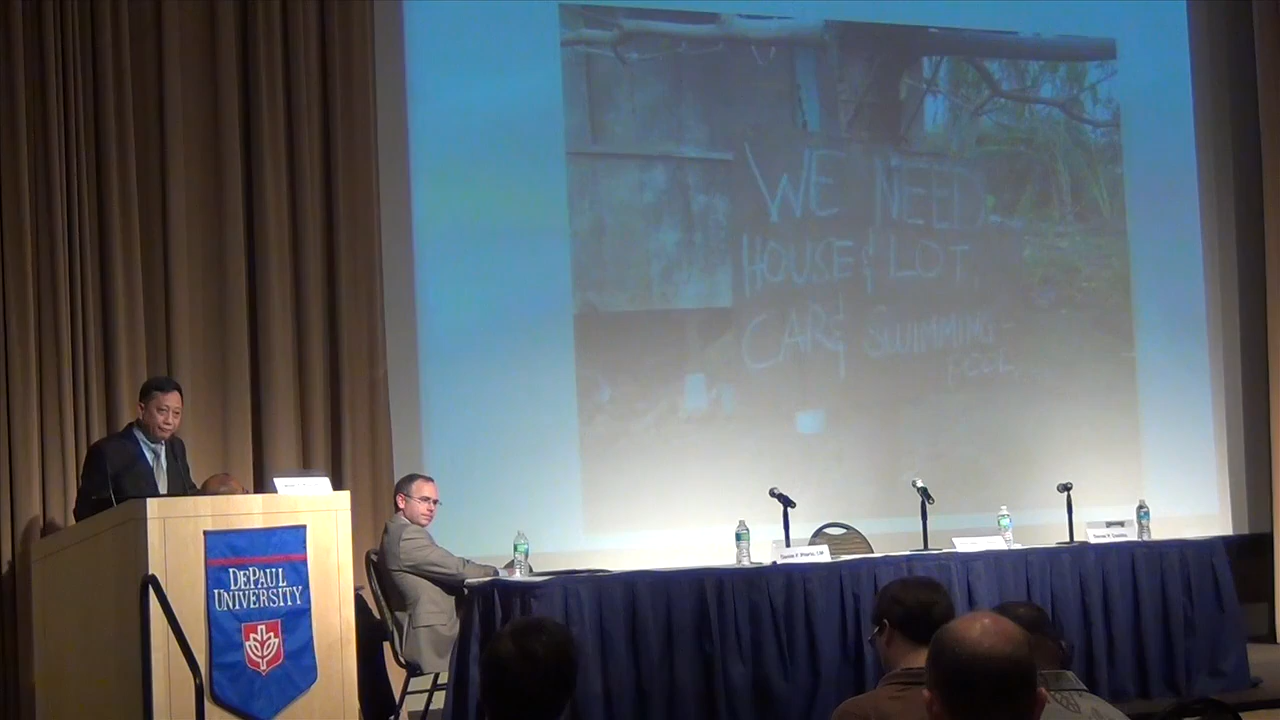 WE NEED
HOUSE & LOT,
CAR & SWIMMING-
POOL...
DEPAUL
UNIVERSITY